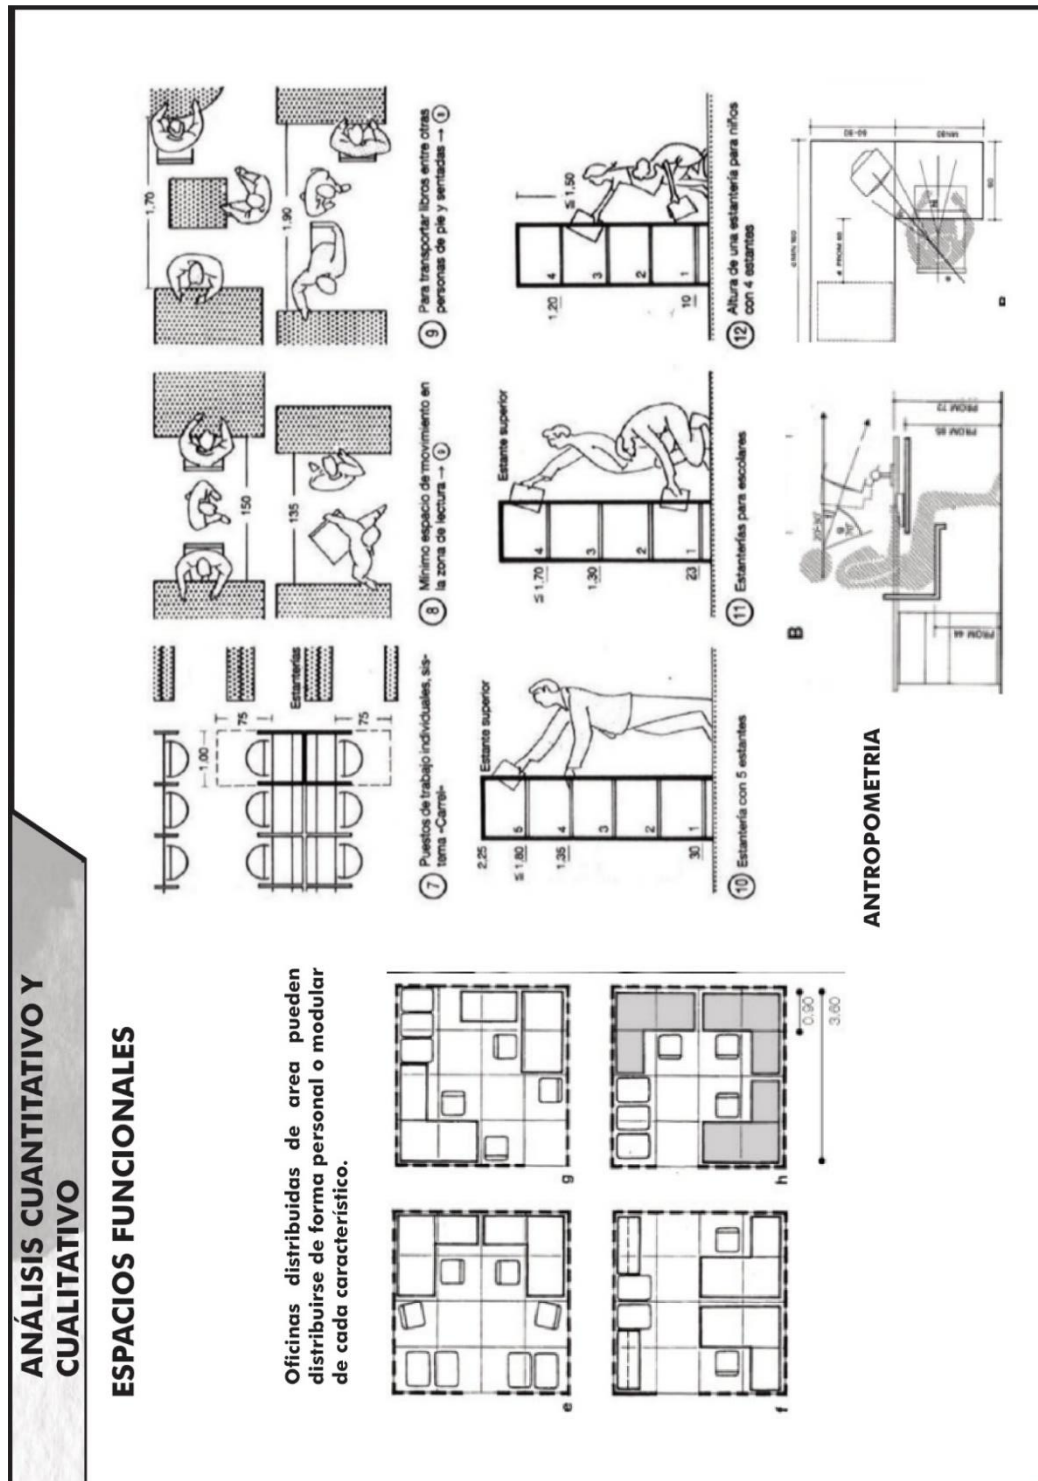 ANÁLISIS CUANTITATIVO Y
CUALITATIVO
ESPACIOS FUNCIONALES
Oficinas distribuidas de area pueden
distribuirse de forma personal o modular
de cada característico.
e
g
f
h
0.90
3.60
1.00
75
75
Estanterías
7 Puestos de trabajo individuales, sis-
tema «Carrel»
150
135
8 Mínimo espacio de movimiento en
la zona de lectura →
1,70
1,90
9 Para transportar libros entre otras
personas de pie y sentadas →
Estante superior
2,25
≤ 1,80
1,35
30
5
4
3
2
1
10 Estantería con 5 estantes
Estante superior
≤ 1,70
1,30
23
4
3
2
1
11 Estanterías para escolares
≤ 1,50
1,20
10
4
3
2
1
12 Altura de una estantería para niños
con 4 estantes
ANTROPOMETRIA
B
PROM 44
PROM 65
PROM 72
60-80